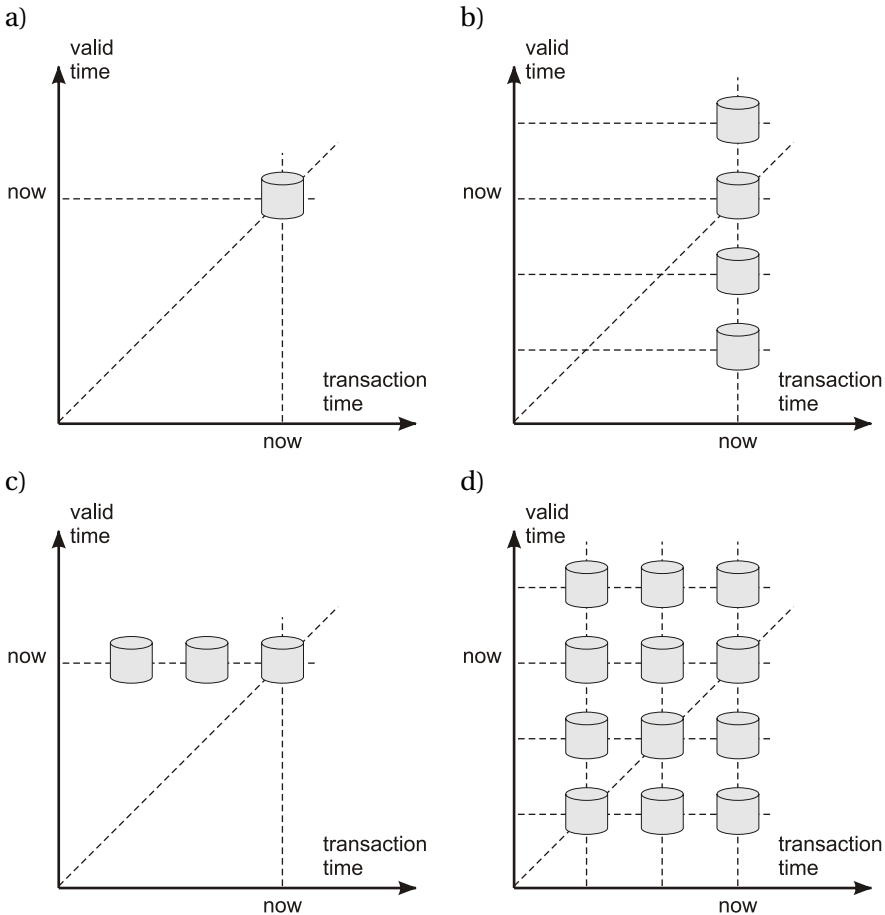 a)
valid
time
now
transaction
time
now
b)
valid
time
now
transaction
time
now
c)
valid
time
now
transaction
time
now
d)
valid
time
now
transaction
time
now